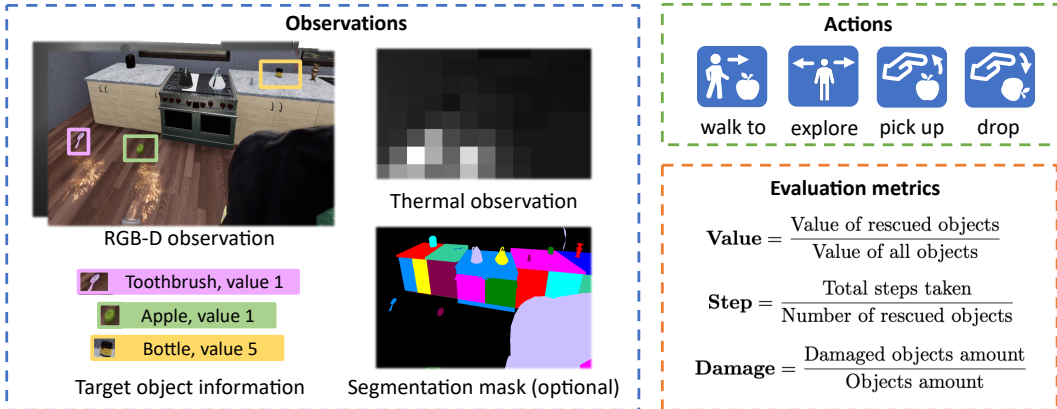 Observations
RGB-D observation
Thermal observation
Toothbrush, value 1
Apple, value 1
Bottle, value 5
Target object information
Segmentation mask (optional)
Actions
walk to
explore
pick up
drop
Evaluation metrics
Value = Value of rescued objects / Value of all objects
Step = Total steps taken / Number of rescued objects
Damage = Damaged objects amount / Objects amount